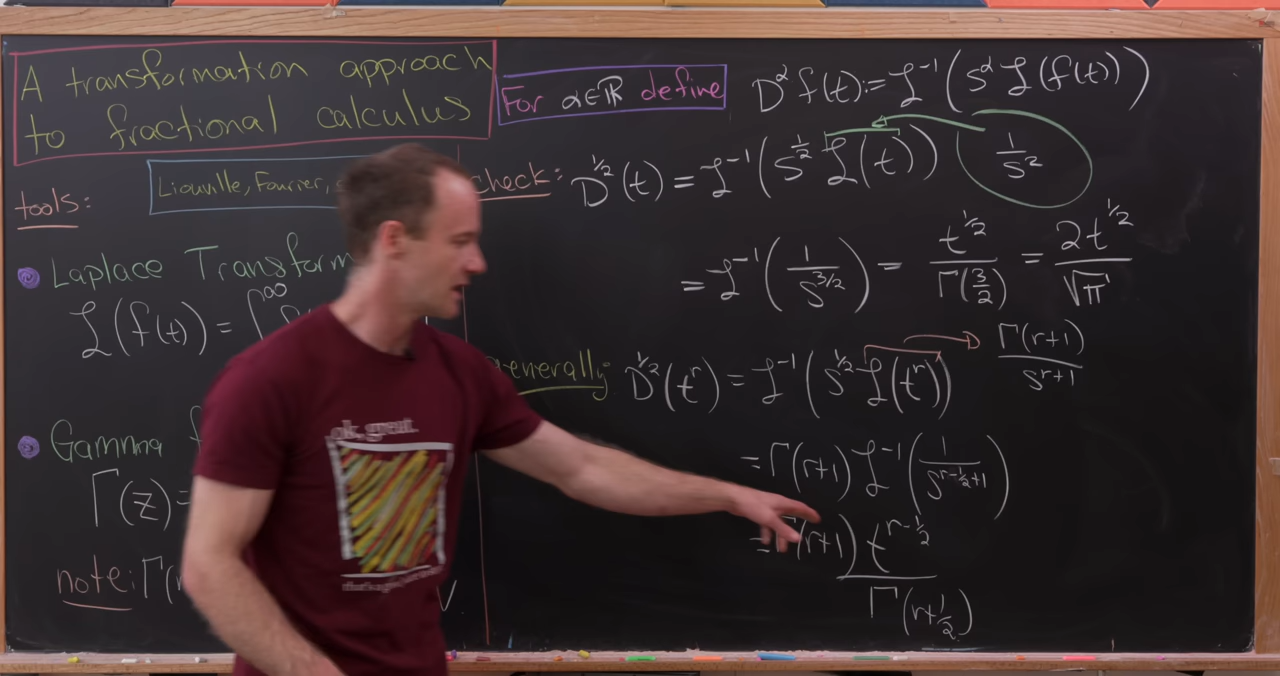 A transformation approach
to fractional calculus
tools:
Liouville, Fourier,
Laplace Transform
ℒ(f(t)) = ∫^∞
Gamma
Γ(z) =
note: Γ(
For α∈ℝ define
D^α f(t) := ℒ^{-1}(s^α ℒ(f(t)))
check: D^{1/2}(t) = ℒ^{-1}(s^{1/2} ℒ(t)) 1/s^2
= ℒ^{-1}(1/s^{3/2}) = t^{1/2}/Γ(3/2) = 2t^{1/2}/√π
generally: D^{1/2}(t^r) = ℒ^{-1}(s^{1/2} ℒ(t^r)) Γ(r+1)/s^{r+1}
= Γ(r+1) ℒ^{-1}(1/s^{r-1/2+1})
= Γ(r+1) t^{r-1/2}/Γ(r+1/2)
ok, great.